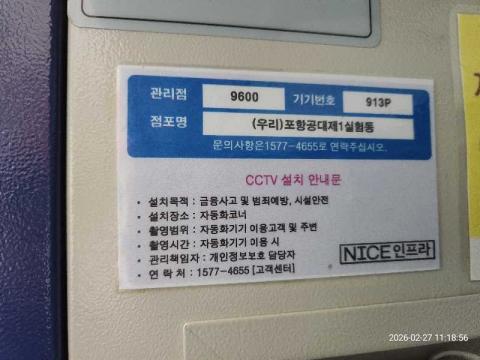 관리점 9600 기기번호 913P
점포명 (우리)포항공대제1실험동
문의사항은1577-4655로 연락주십시오.
CCTV 설치 안내문
• 설치목적 : 금융사고 및 범죄예방, 시설안전
• 설치장소 : 자동화코너
• 촬영범위 : 자동화기기 이용고객 및 주변
• 촬영시간 : 자동화기기 이용 시
• 관리책임자 : 개인정보보호 담당자
• 연 락 처 : 1577-4655 [고객센터]
NICE인프라
2026-02-27 11:18:56